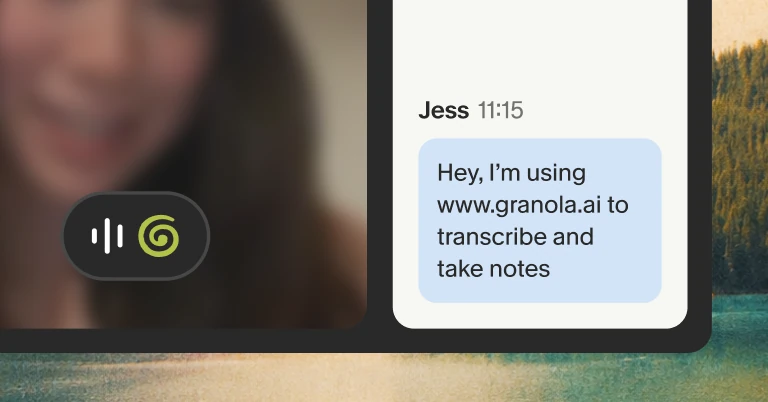 Jess 11:15
Hey, I’m using
www.granola.ai to
transcribe and
take notes